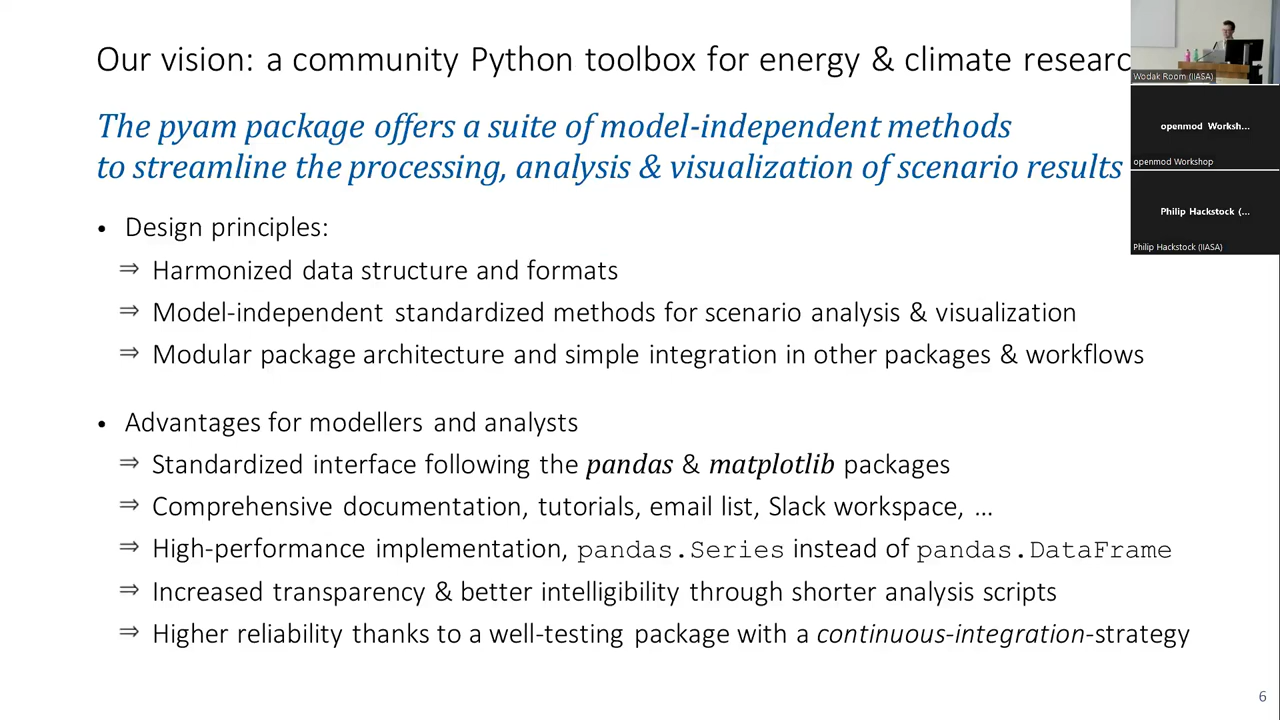 Our vision: a community Python toolbox for energy & climate researc
The pyam package offers a suite of model-independent methods
to streamline the processing, analysis & visualization of scenario results
• Design principles:
⇒ Harmonized data structure and formats
⇒ Model-independent standardized methods for scenario analysis & visualization
⇒ Modular package architecture and simple integration in other packages & workflows
• Advantages for modellers and analysts
⇒ Standardized interface following the pandas & matplotlib packages
⇒ Comprehensive documentation, tutorials, email list, Slack workspace, …
⇒ High-performance implementation, pandas.Series instead of pandas.DataFrame
⇒ Increased transparency & better intelligibility through shorter analysis scripts
⇒ Higher reliability thanks to a well-testing package with a continuous-integration-strategy
6
Wodak Room (IIASA)
openmod Worksh...
openmod Workshop
Philip Hackstock (...
Philip Hackstock (IIASA)